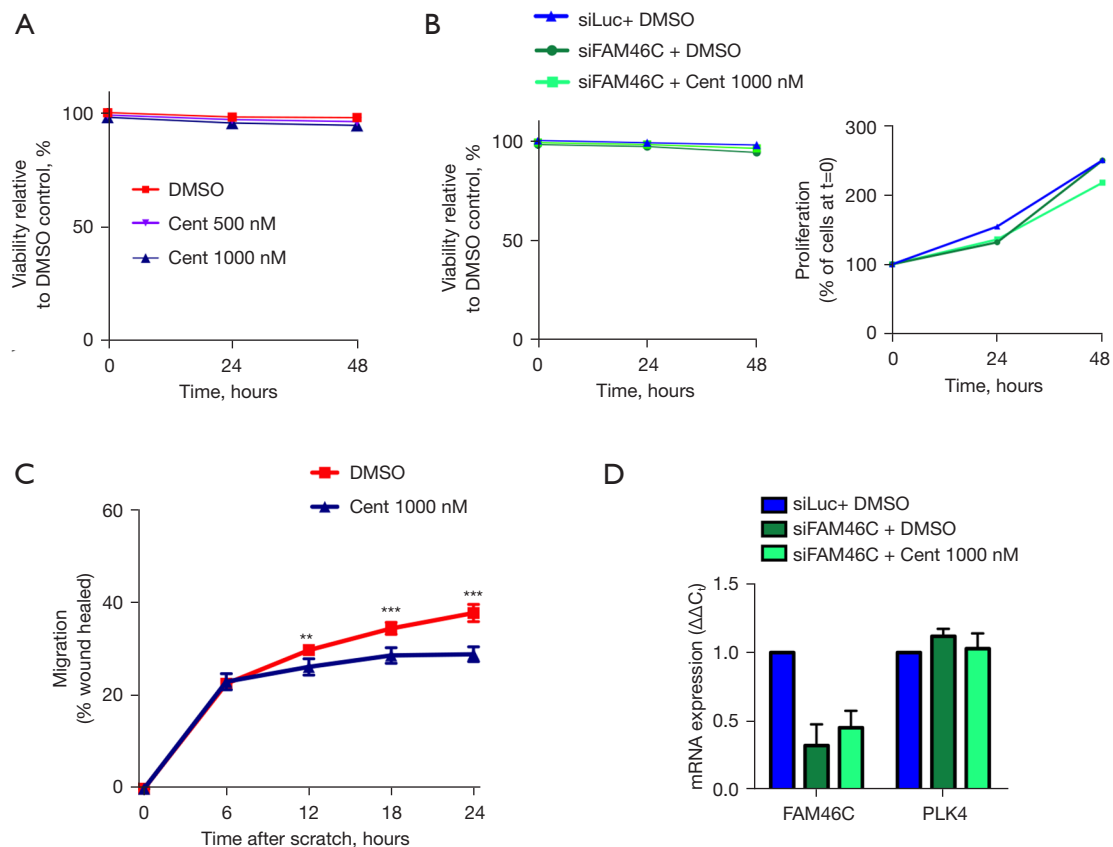 A
Viability relative
to DMSO control, %
100
0
DMSO
Cent 500 nM
Cent 1000 nM
0 24 48
Time, hours
B
siLuc+ DMSO
siFAM46C + DMSO
siFAM46C + Cent 1000 nM
Viability relative
to DMSO control, %
100
50
0
0 24 48
Time, hours
Proliferation
(% of cells at t=0)
300
200
100
0
0 24 48
Time, hours
C
DMSO
Cent 1000 nM
Migration
(% wound healed)
60
40
20
0
** *** ***
0 6 12 18 24
Time after scratch, hours
D
siLuc+ DMSO
siFAM46C + DMSO
siFAM46C + Cent 1000 nM
mRNA expression (ΔΔCt)
1.5
1.0
0.5
0.0
FAM46C PLK4